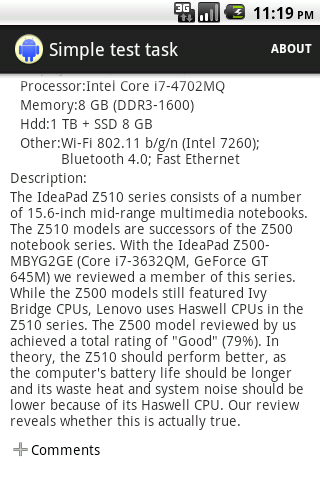 3G
11:19 PM
Simple test task
ABOUT
Processor:Intel Core i7-4702MQ
Memory:8 GB (DDR3-1600)
Hdd:1 TB + SSD 8 GB
Other:Wi-Fi 802.11 b/g/n (Intel 7260);
Bluetooth 4.0; Fast Ethernet
Description:
The IdeaPad Z510 series consists of a number
of 15.6-inch mid-range multimedia notebooks.
The Z510 models are successors of the Z500
notebook series. With the IdeaPad Z500-
MBYG2GE (Core i7-3632QM, GeForce GT
645M) we reviewed a member of this series.
While the Z500 models still featured Ivy
Bridge CPUs, Lenovo uses Haswell CPUs in the
Z510 series. The Z500 model reviewed by us
achieved a total rating of "Good" (79%). In
theory, the Z510 should perform better, as
the computer's battery life should be longer
and its waste heat and system noise should be
lower because of its Haswell CPU. Our review
reveals whether this is actually true.
Comments